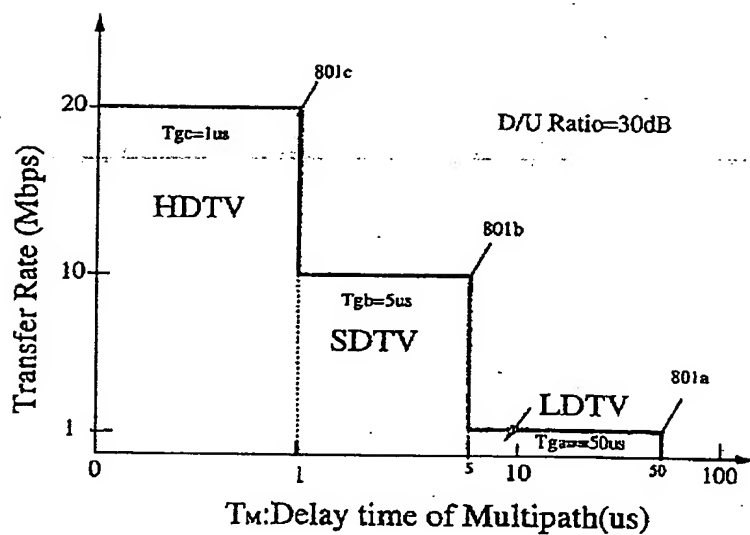 801c
20
D/U Ratio=30dB
Tgc=1us
HDTV
801b
10
Tgb=5us
SDTV
801a
LDTV
1
Tga=50us
0
1
5
10
50
100
Transfer Rate (Mbps)
TM:Delay time of Multipath(us)